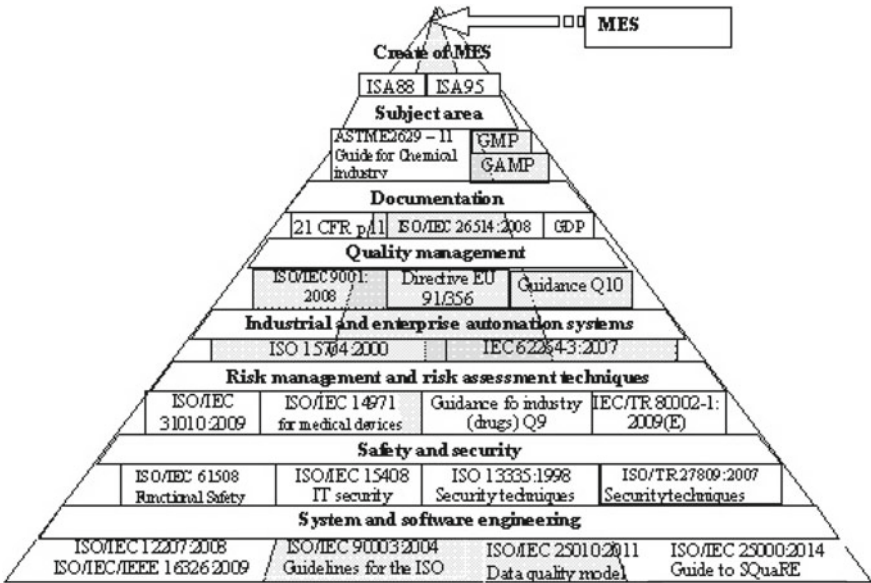 MES
Create of MES
ISA88 ISA95
Subject area
ASTME2629 – 11 GMP
Guide for Chemical GAMP
industry
Documentation
21 CFR p/11 ISO/IEC 26514:2008 GDP
Quality management
ISO/IEC9001: Directive EU Guidance Q10
2008 91/356
Industrial and enterprise automation systems
ISO 15704:2000 IEC 62264-3:2007
Risk management and risk assessment techniques
ISO/IEC ISO/IEC 14971 Guidance fo industry IEC/TR 80002-1:
31010:2009 for medical devices (drugs) Q9 2009(E)
Safety and security
ISO/IEC 61508 ISO/IEC 15408 ISO 13335:1998 ISO/TR27809:2007
Functional Safety IT security Security techniques Security techniques
System and software engineering
ISO/IEC 12207:2008 ISO/IEC 90003:2004 ISO/IEC 25010:2011 ISO/IEC 25000:2014
ISO/IEC/IEEE 16326:2009 Guidelines for the ISO Data quality model Guide to SQuaRE